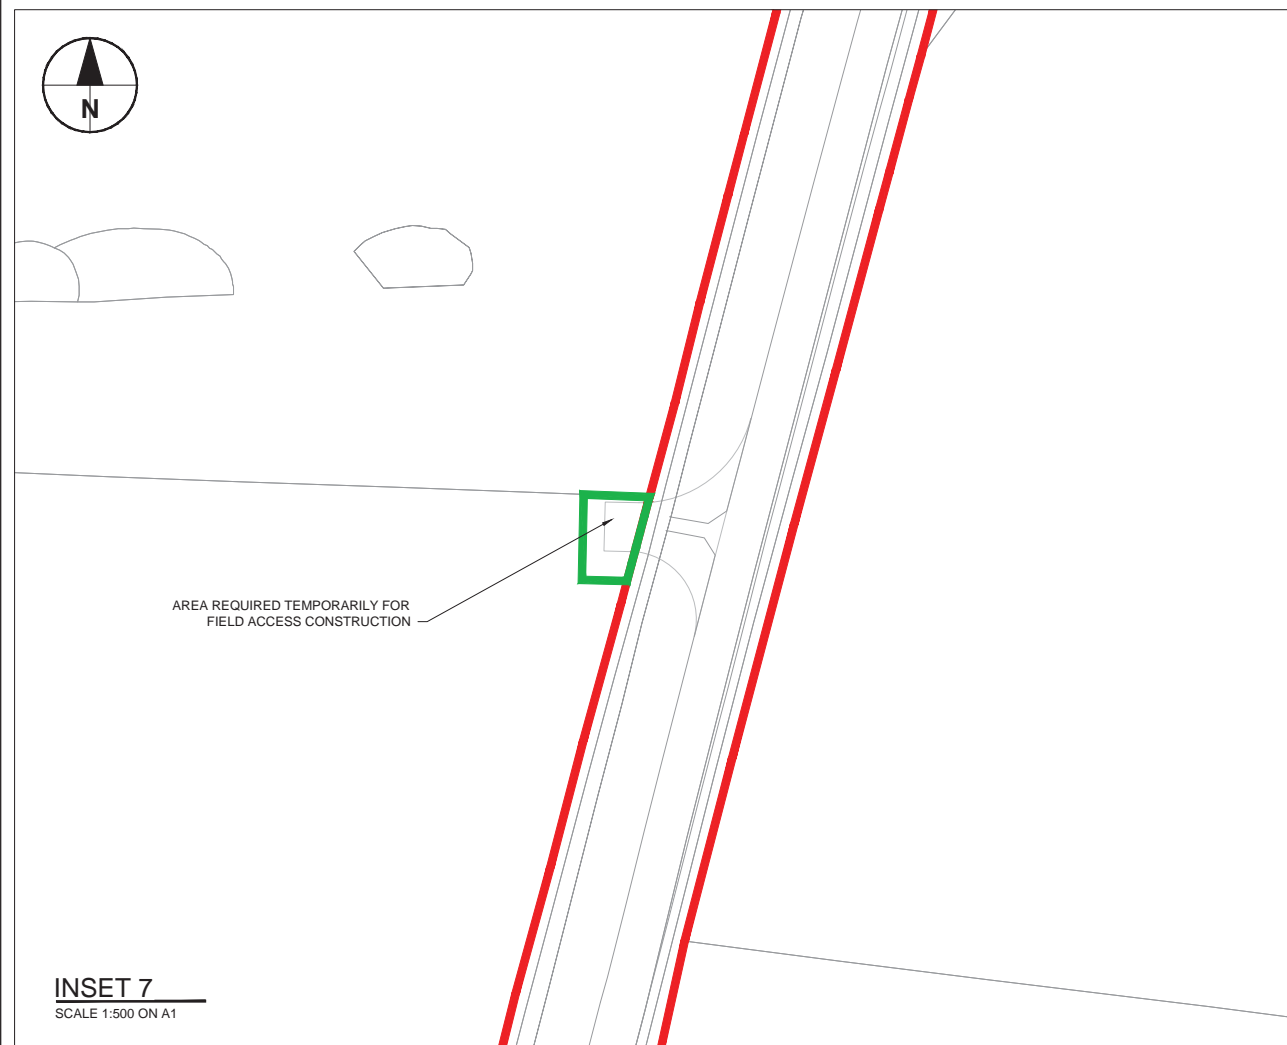 N
AREA REQUIRED TEMPORARILY FOR
FIELD ACCESS CONSTRUCTION
INSET 7
SCALE 1:500 ON A1